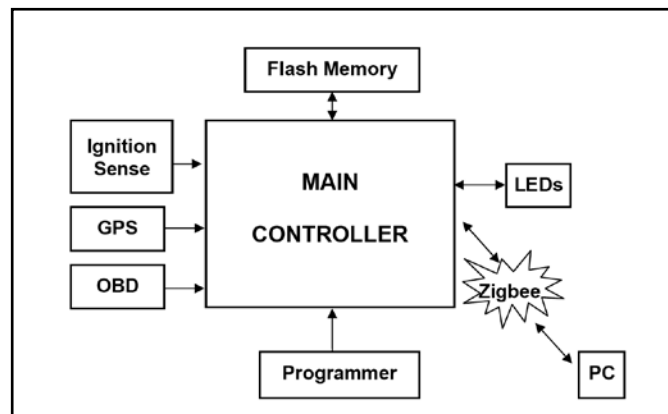 Flash Memory
Ignition
Sense
MAIN
CONTROLLER
LEDs
GPS
OBD
Zigbee
Programmer
PC